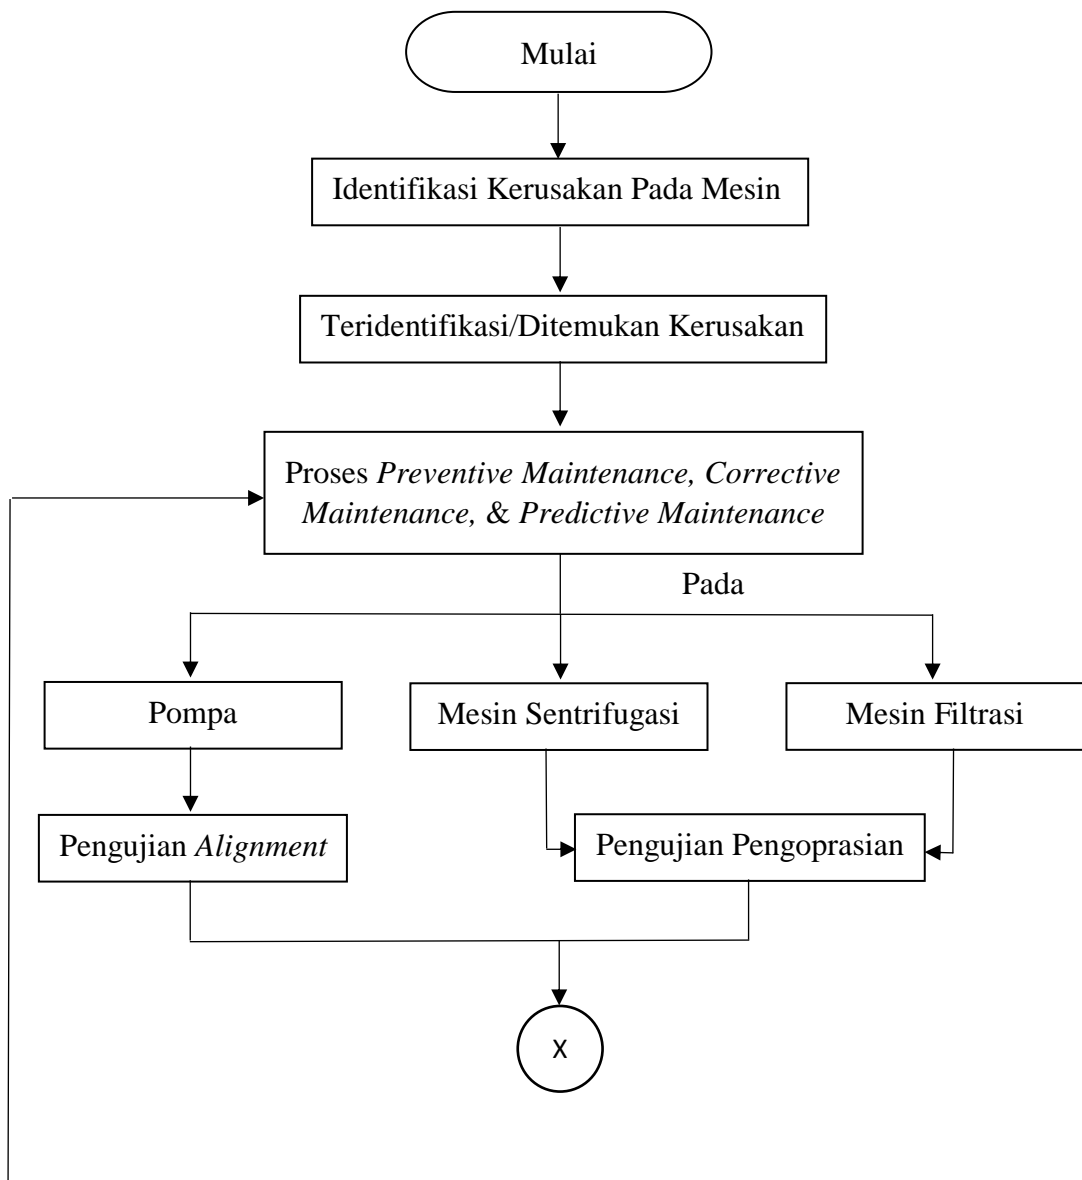 Mulai
Identifikasi Kerusakan Pada Mesin
Teridentifikasi/Ditemukan Kerusakan
Proses Preventive Maintenance, Corrective
Maintenance, & Predictive Maintenance
Pada
Pompa
Mesin Sentrifugasi
Mesin Filtrasi
Pengujian Alignment
Pengujian Pengoprasian
X